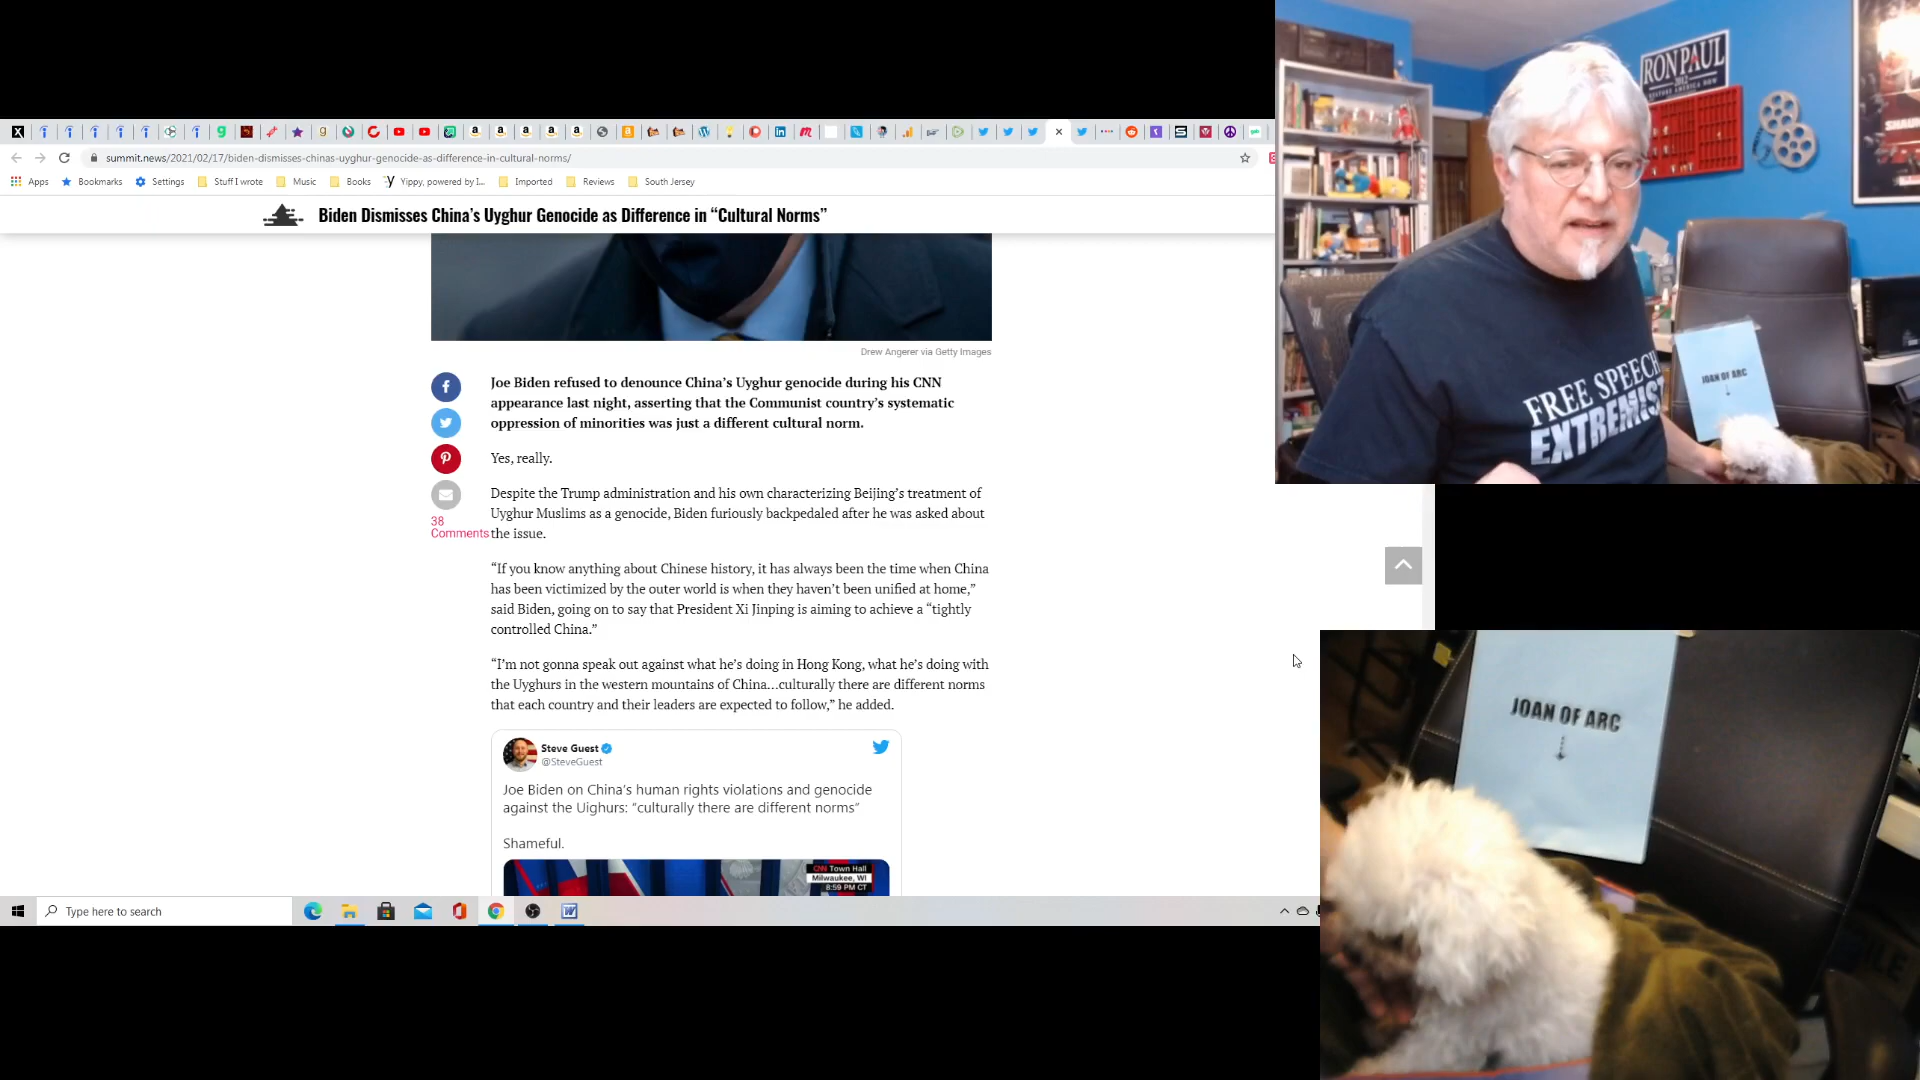 summit.news/2021/02/17/biden-dismisses-chinas-uyghur-genocide-as-difference-in-cultural-norms/
Apps Bookmarks Settings Stuff I wrote Music Books Yippy, powered by I... Imported Reviews South Jersey
Biden Dismisses China’s Uyghur Genocide as Difference in “Cultural Norms”
Drew Angerer via Getty Images
Joe Biden refused to denounce China’s Uyghur genocide during his CNN
appearance last night, asserting that the Communist country’s systematic
oppression of minorities was just a different cultural norm.
Yes, really.
Despite the Trump administration and his own characterizing Beijing’s treatment of
Uyghur Muslims as a genocide, Biden furiously backpedaled after he was asked about
the issue.
38
Comments
“If you know anything about Chinese history, it has always been the time when China
has been victimized by the outer world is when they haven’t been unified at home,”
said Biden, going on to say that President Xi Jinping is aiming to achieve a “tightly
controlled China.”
“I’m not gonna speak out against what he’s doing in Hong Kong, what he’s doing with
the Uyghurs in the western mountains of China…culturally there are different norms
that each country and their leaders are expected to follow,” he added.
Steve Guest
@SteveGuest
Joe Biden on China’s human rights violations and genocide
against the Uighurs: “culturally there are different norms”
Shameful.
CNN Town Hall
Milwaukee, WI
8:59 PM CT
Type here to search
RON PAUL
2012
RESTORE AMERICA NOW
FREE SPEECH
EXTREMIST
JOAN OF ARC
JOAN OF ARC